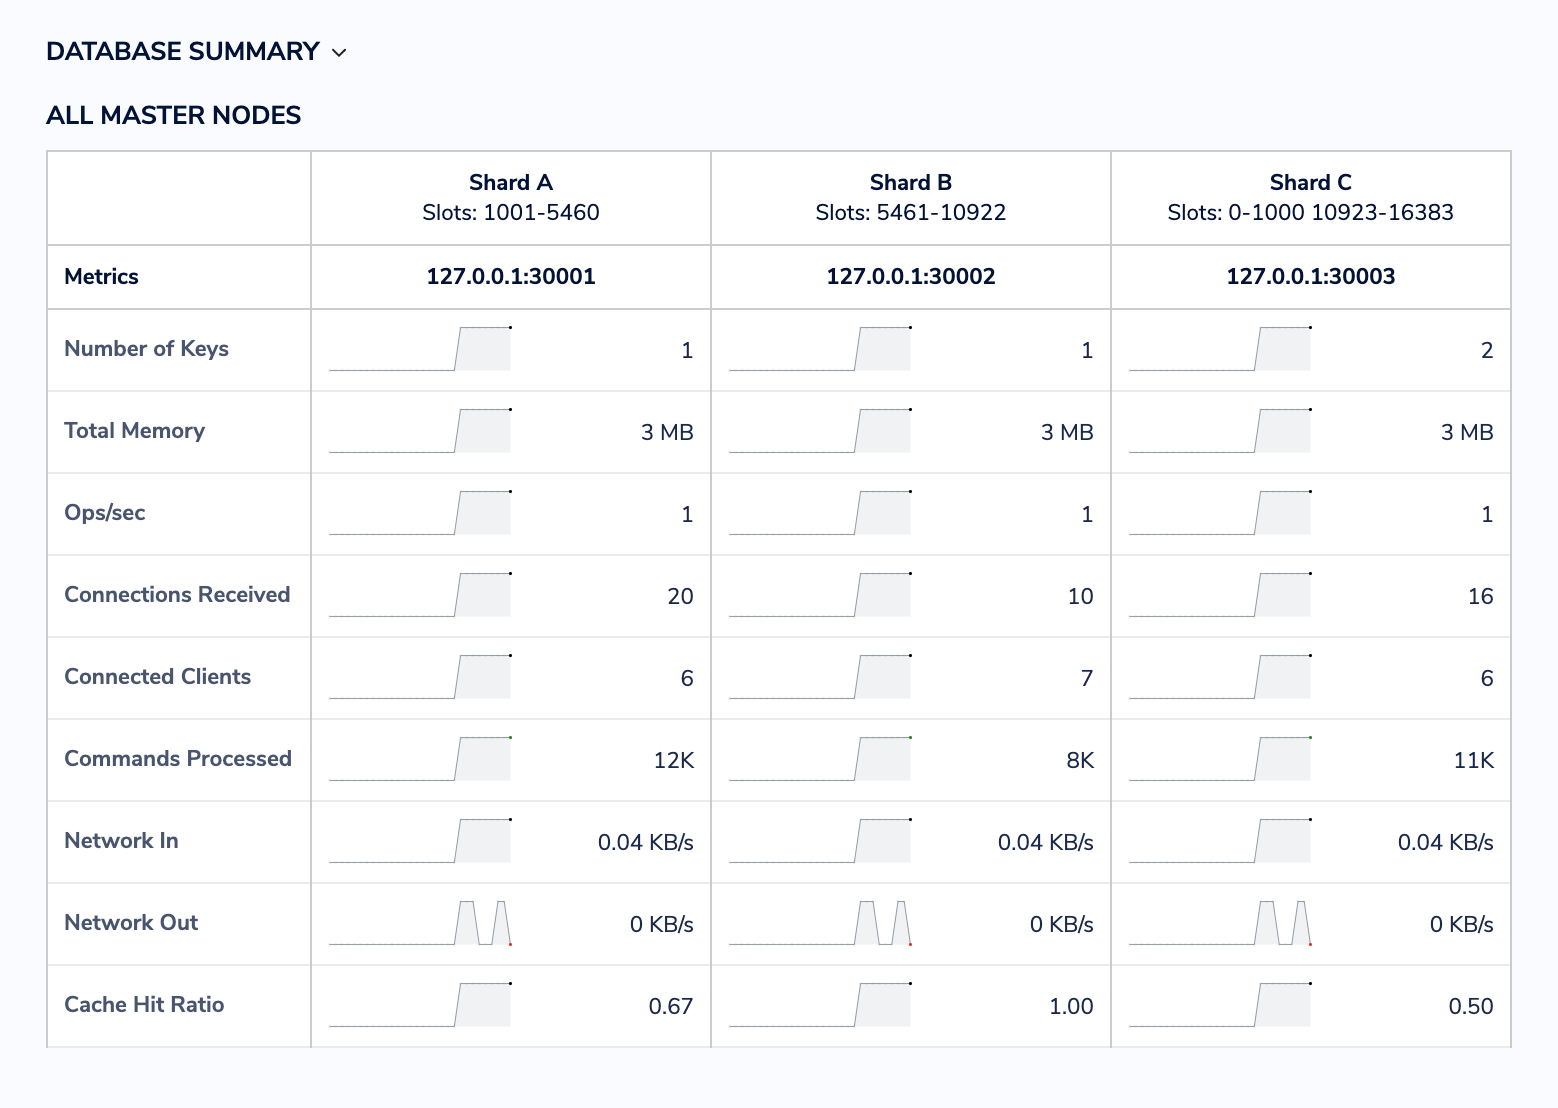 DATABASE SUMMARY
ALL MASTER NODES
Shard A Shard B Shard C
Slots: 1001-5460 Slots: 5461-10922 Slots: 0-1000 10923-16383
Metrics 127.0.0.1:30001 127.0.0.1:30002 127.0.0.1:30003
Number of Keys 1 1 2
Total Memory 3 MB 3 MB 3 MB
Ops/sec 1 1 1
Connections Received 20 10 16
Connected Clients 6 7 6
Commands Processed 12K 8K 11K
Network In 0.04 KB/s 0.04 KB/s 0.04 KB/s
Network Out 0 KB/s 0 KB/s 0 KB/s
Cache Hit Ratio 0.67 1.00 0.50